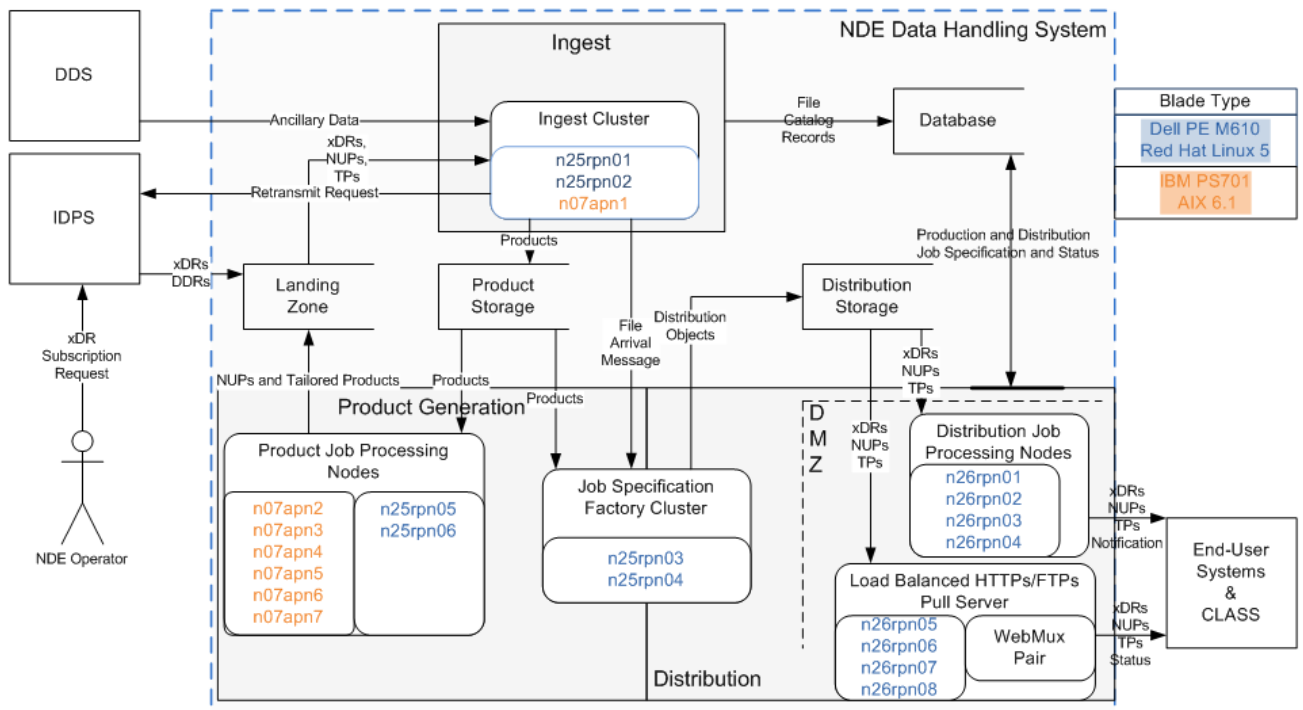 NDE Data Handling System
DDS
Ingest
Ingest Cluster
n25rpn01
n25rpn02
n07apn1
Ancillary Data
xDRs,
NUPs,
TPs
Retransmit Request
File
Catalog
Records
Database
Blade Type
Dell PE M610
Red Hat Linux 5
IBM PS701
AIX 6.1
IDPS
xDRs
DDRs
Landing
Zone
Products
Product
Storage
File
Arrival
Message
Distribution
Objects
Distribution
Storage
Production and Distribution
Job Specification and Status
xDR
Subscription
Request
NDE Operator
NUPs and Tailored Products
Products
Products
xDRs
NUPs
TPs
xDRs
NUPs
TPs
Product Generation
Product Job Processing
Nodes
n07apn2
n07apn3
n07apn4
n07apn5
n07apn6
n07apn7
n25rpn05
n25rpn06
Job Specification
Factory Cluster
n25rpn03
n25rpn04
Distribution
D
M
Z
Distribution Job
Processing Nodes
n26rpn01
n26rpn02
n26rpn03
n26rpn04
xDRs
NUPs
TPs
Notification
Load Balanced HTTPs/FTPs
Pull Server
n26rpn05
n26rpn06
n26rpn07
n26rpn08
WebMux
Pair
xDRs
NUPs
TPs
Status
End-User
Systems
&
CLASS